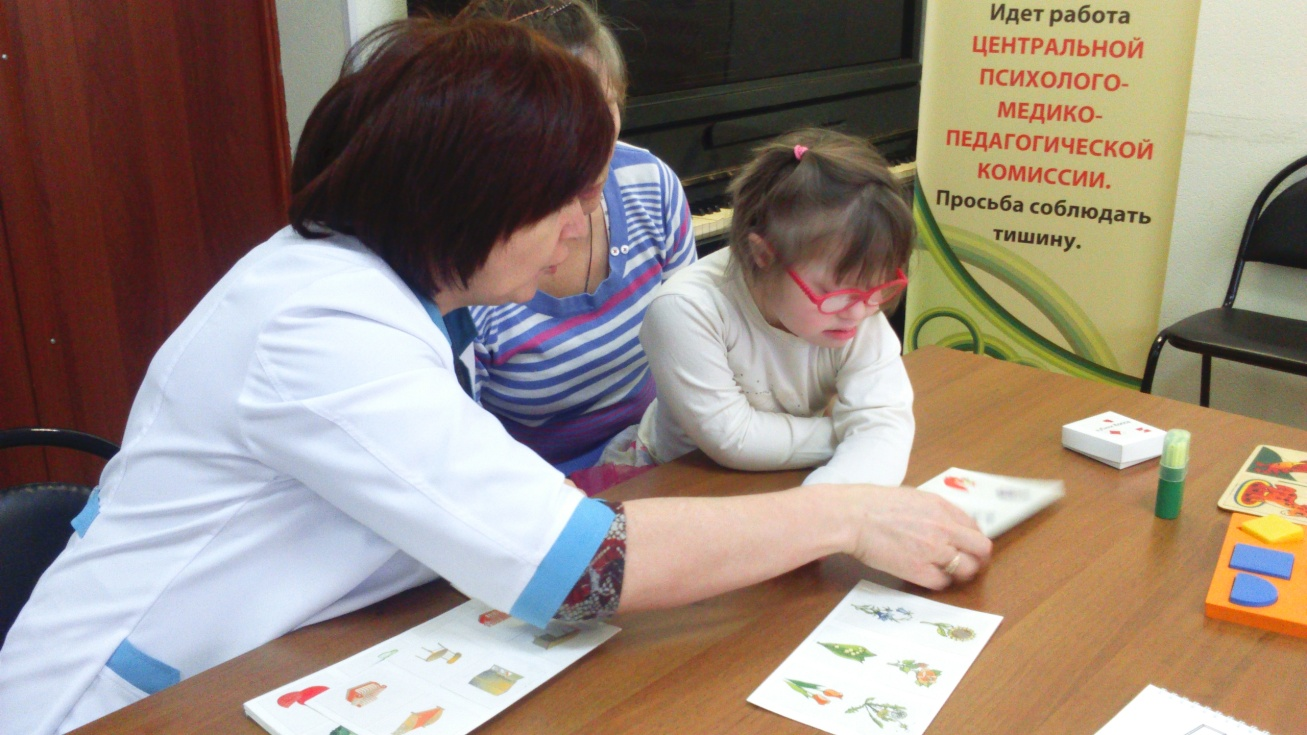 Идет работа
ЦЕНТРАЛЬНОЙ
ПСИХОЛОГО-
МЕДИКО-
ПЕДАГОГИЧЕСКОЙ
КОМИССИИ.
Просьба соблюдать
тишину.